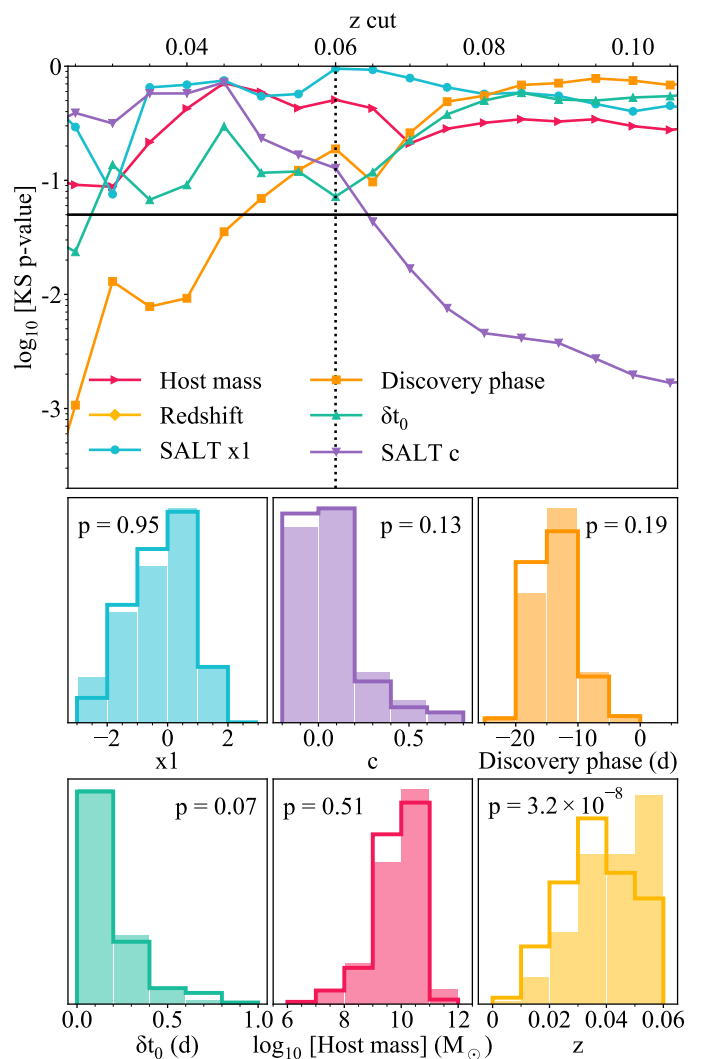 z cut
0.04 0.06 0.08 0.10
0
-1
-2
-3
log₁₀ [KS p-value]
Host mass Discovery phase
Redshift δt₀
SALT x1 SALT c
p = 0.95 p = 0.13 p = 0.19
−2 0 2 0.0 0.5 −20 −10 0
x1 c Discovery phase (d)
p = 0.07 p = 0.51 p = 3.2 × 10⁻⁸
0.0 0.5 1.0 6 8 10 12 0 0.02 0.04 0.06
δt₀ (d) log₁₀ [Host mass] (M☉) z